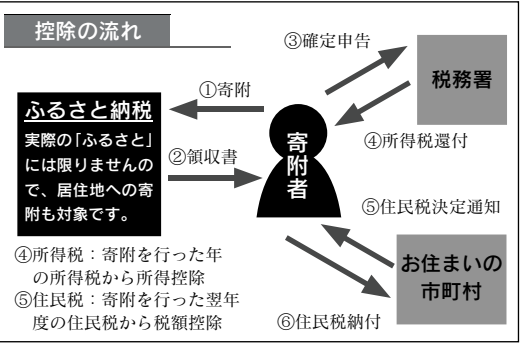 控除の流れ
③確定申告
税務署
①寄附
ふるさと納税
実際の「ふるさと」
には限りませんの
で、居住地への寄
附も対象です。
寄附者
④所得税還付
②領収書
⑤住民税決定通知
お住まいの
市町村
④所得税：寄附を行った年
の所得税から所得控除
⑤住民税：寄附を行った翌年
度の住民税から税額控除
⑥住民税納付